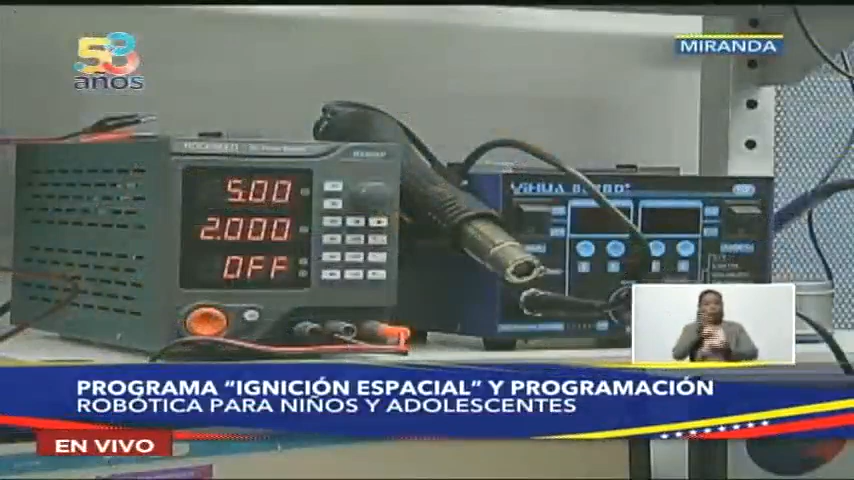 53
años
MIRANDA
5.00
2.000
OFF
PROGRAMA “IGNICIÓN ESPACIAL” Y PROGRAMACIÓN
ROBÓTICA PARA NIÑOS Y ADOLESCENTES
EN VIVO